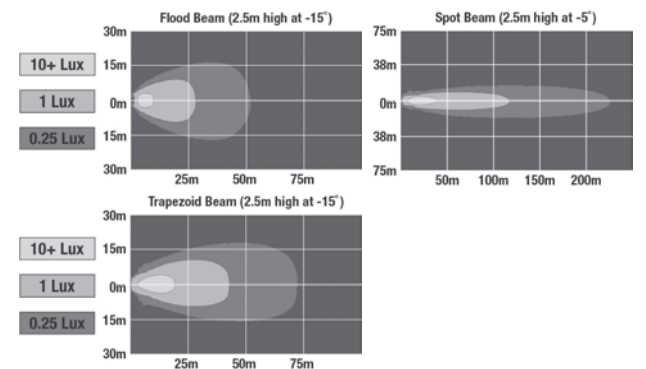 Flood Beam (2.5m high at -15°)
30m
10+ Lux
15m
1 Lux
0m
0.25 Lux
15m
30m
25m 50m 75m
Spot Beam (2.5m high at -5°)
75m
38m
0m
38m
75m
50m 100m 150m 200m
Trapezoid Beam (2.5m high at -15°)
30m
10+ Lux
15m
1 Lux
0m
0.25 Lux
15m
30m
25m 50m 75m